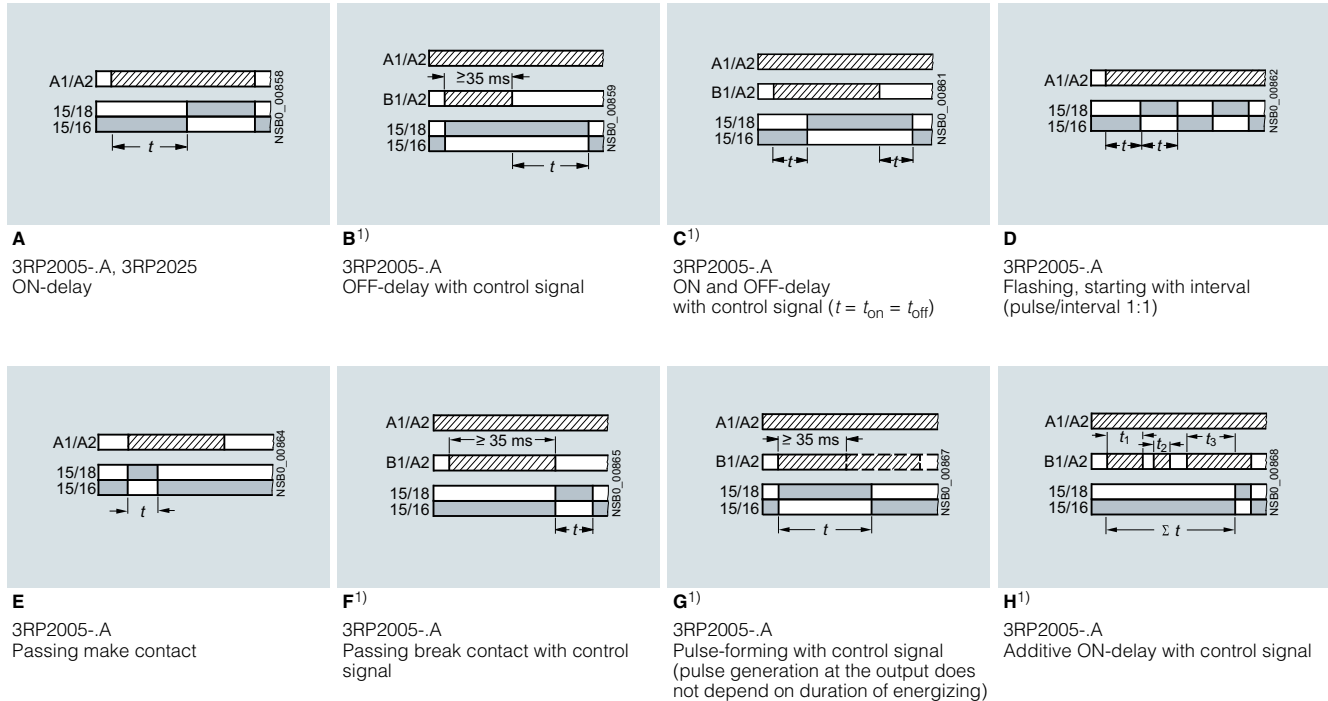 A1/A2
15/18
15/16
t
NSB0_00858
A
3RP2005-.A, 3RP2025
ON-delay
A1/A2
≥35 ms
B1/A2
15/18
15/16
t
NSB0_00859
B1)
3RP2005-.A
OFF-delay with control signal
A1/A2
B1/A2
15/18
15/16
t t
NSB0_00861
C1)
3RP2005-.A
ON and OFF-delay
with control signal (t = ton = toff)
A1/A2
15/18
15/16
t t
NSB0_00862
D
3RP2005-.A
Flashing, starting with interval
(pulse/interval 1:1)
A1/A2
15/18
15/16
t
NSB0_00864
E
3RP2005-.A
Passing make contact
A1/A2
≥ 35 ms
B1/A2
15/18
15/16
t
NSB0_00865
F1)
3RP2005-.A
Passing break contact with control
signal
A1/A2
≥ 35 ms
B1/A2
15/18
15/16
t
NSB0_00867
G1)
3RP2005-.A
Pulse-forming with control signal
(pulse generation at the output does
not depend on duration of energizing)
A1/A2
t1 t2 t3
B1/A2
15/18
15/16
Σ t
NSB0_00868
H1)
3RP2005-.A
Additive ON-delay with control signal